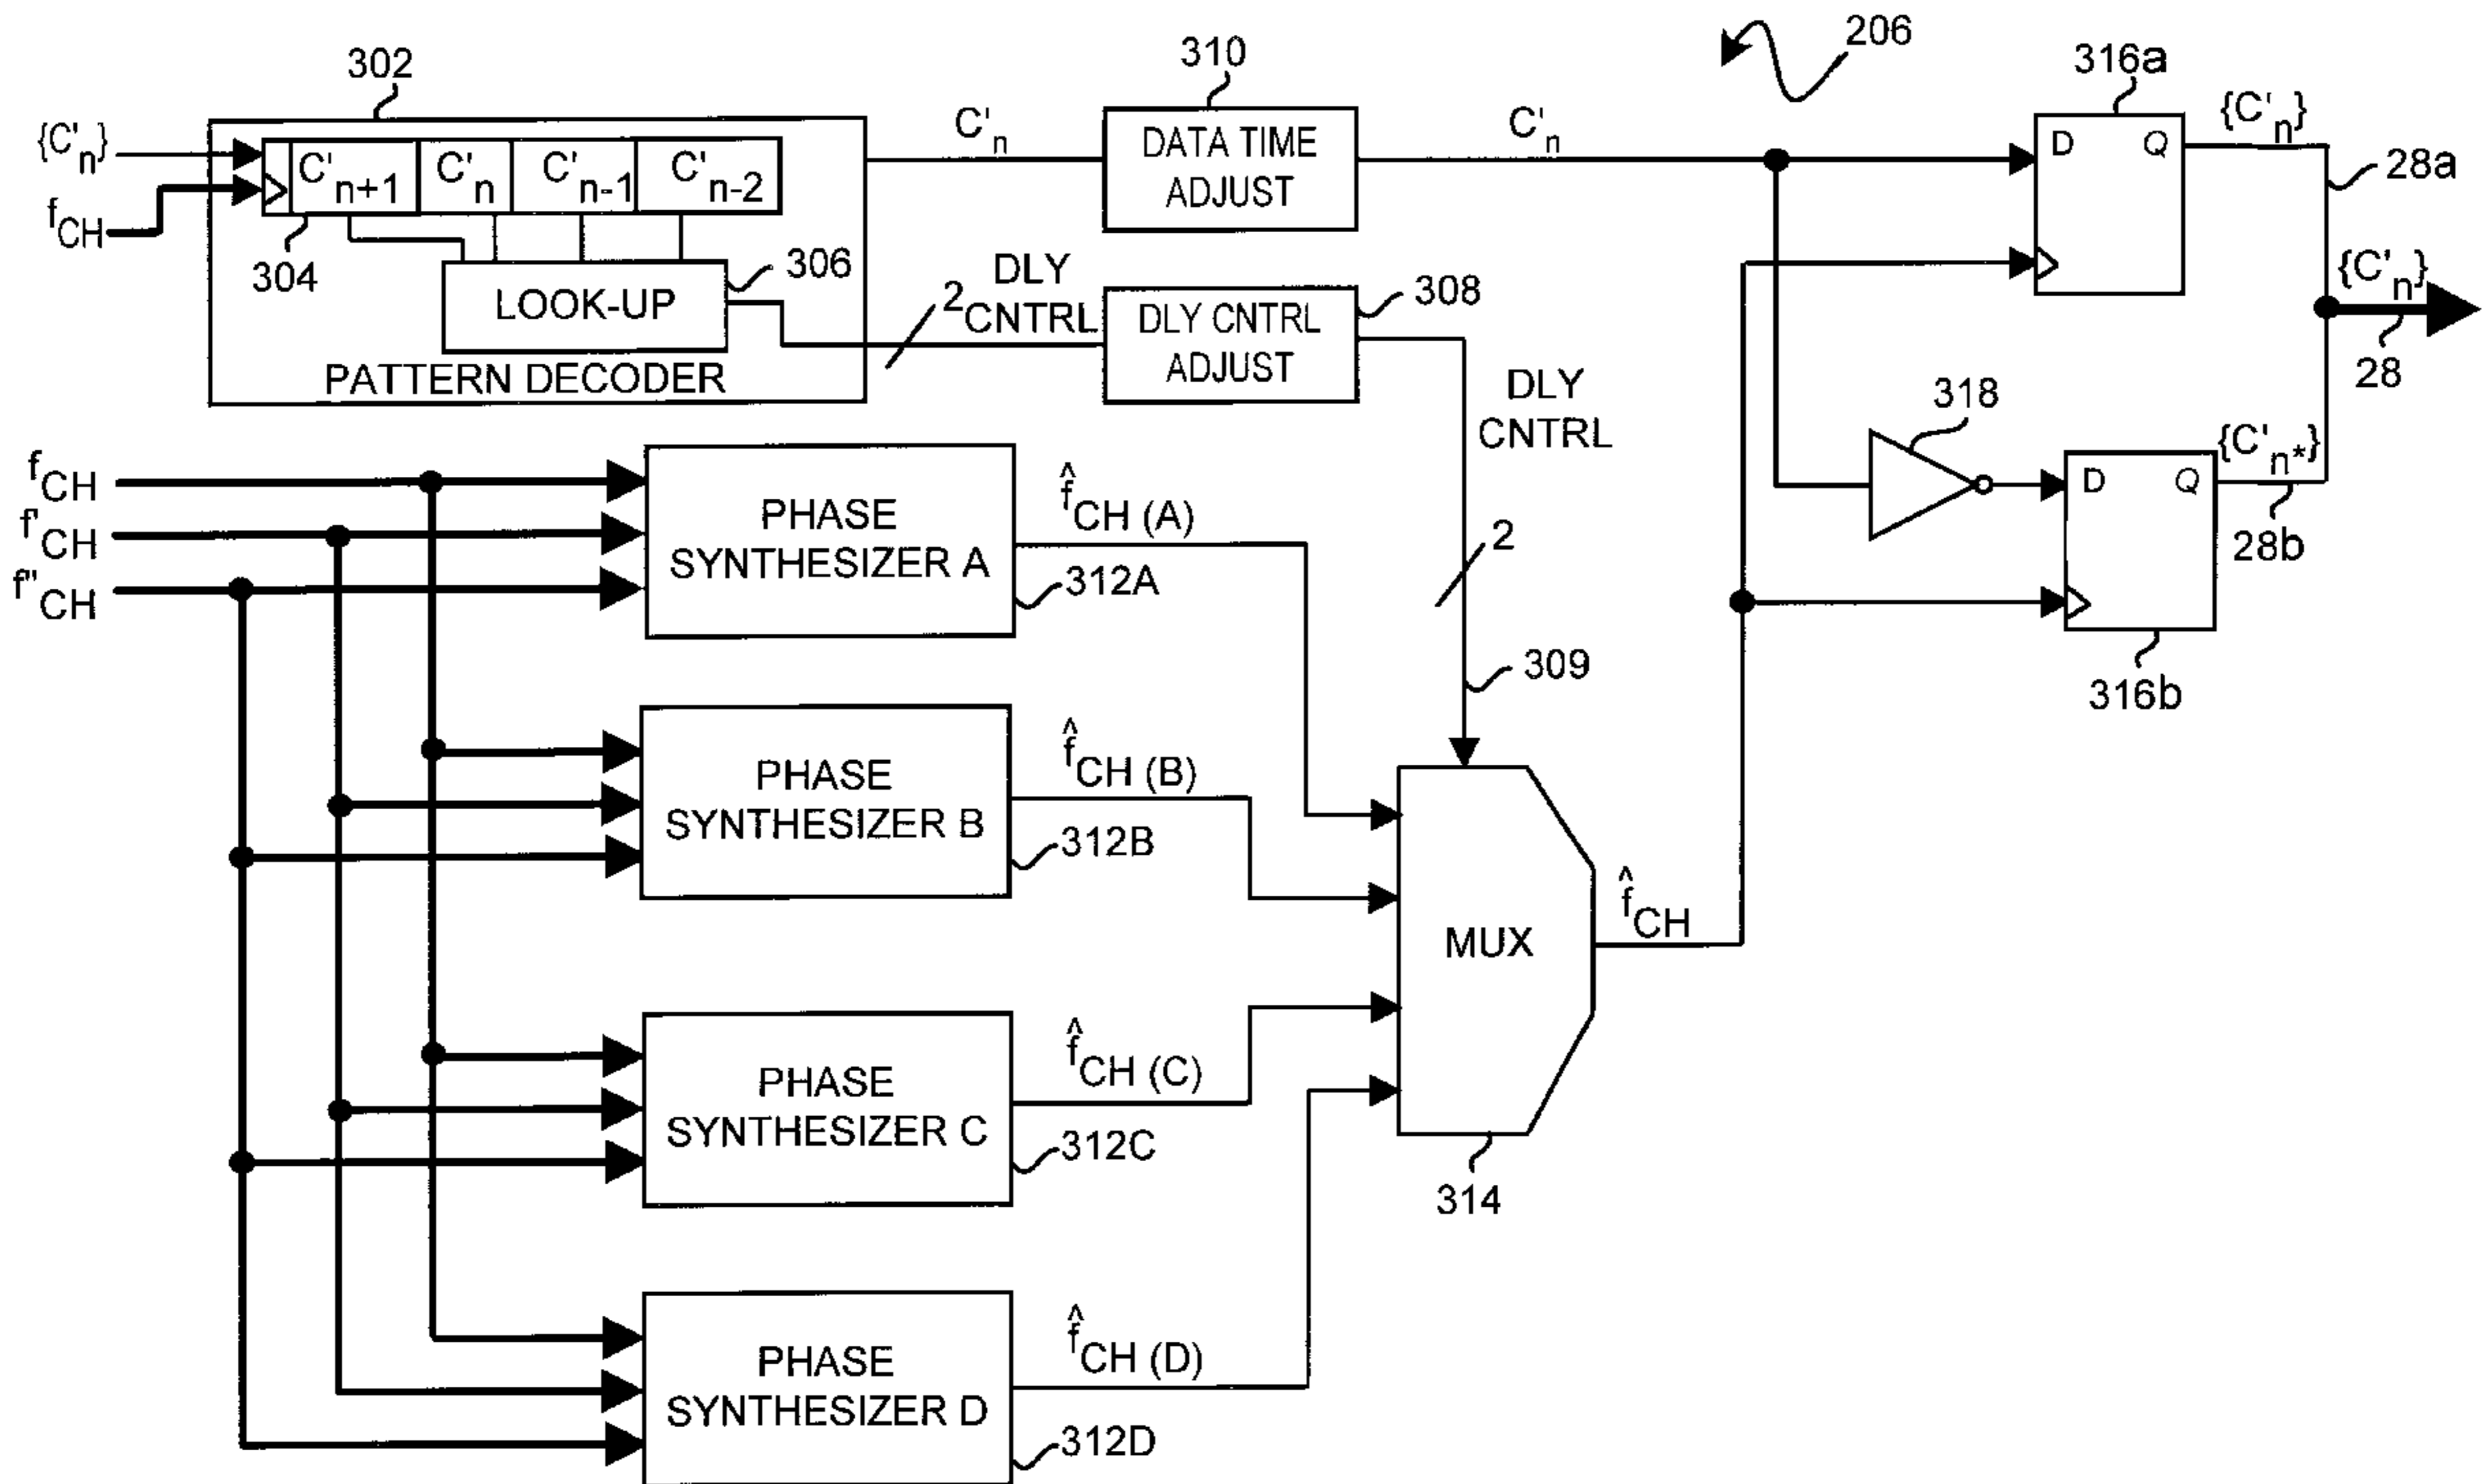 206
302
310
316a
{C'n}
fCH
C'n+1
C'n
C'n-1
C'n-2
304
LOOK-UP
306
PATTERN DECODER
C'n
DATA TIME
ADJUST
C'n
2
DLY
CNTRL
DLY CNTRL
ADJUST
308
DLY
CNTRL
2
309
D
Q
{C'n}
28a
{C'n}
28
318
D
Q
{C'n*}
28b
316b
fCH
f'CH
f"CH
PHASE
SYNTHESIZER A
312A
f̂CH (A)
PHASE
SYNTHESIZER B
312B
f̂CH (B)
PHASE
SYNTHESIZER C
312C
f̂CH (C)
PHASE
SYNTHESIZER D
312D
f̂CH (D)
MUX
314
f̂CH